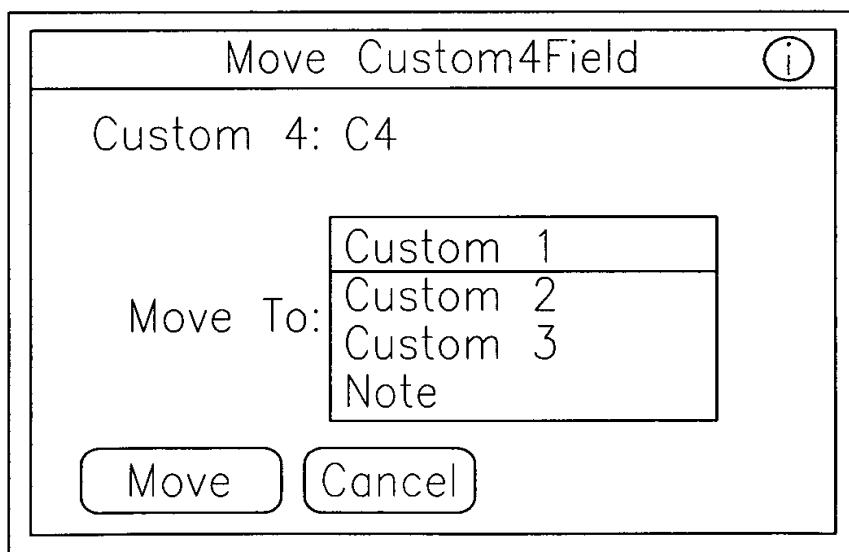 Move Custom4Field i
Custom 4: C4
Custom 1
Custom 2
Move To:
Custom 3
Note
Move Cancel